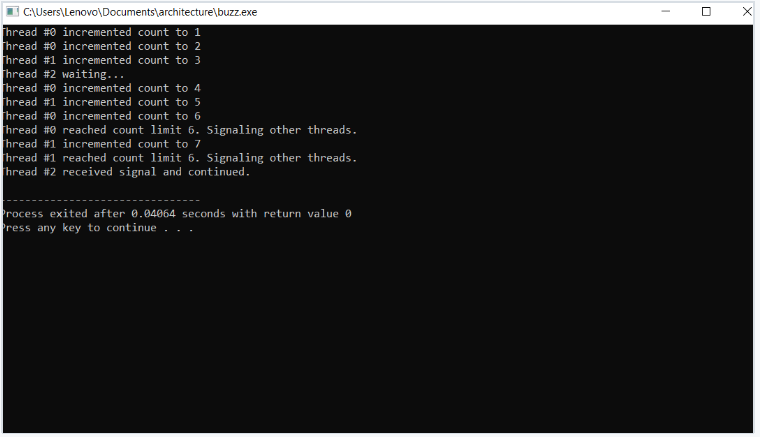 C:\Users\Lenovo\Documents\architecture\buzz.exe
Thread #0 incremented count to 1
Thread #0 incremented count to 2
Thread #1 incremented count to 3
Thread #2 waiting...
Thread #0 incremented count to 4
Thread #1 incremented count to 5
Thread #0 incremented count to 6
Thread #0 reached count limit 6. Signaling other threads.
Thread #1 incremented count to 7
Thread #1 reached count limit 6. Signaling other threads.
Thread #2 received signal and continued.
--------------------------------
Process exited after 0.04064 seconds with return value 0
Press any key to continue . . .